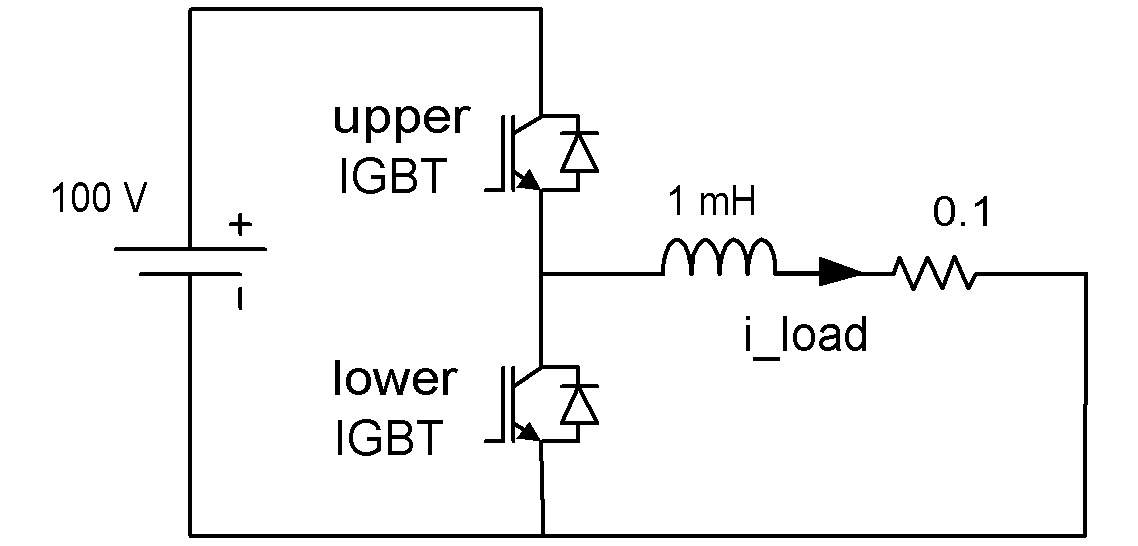 upper
IGBT
100 V
+
-
1 mH
0.1
i_load
lower
IGBT